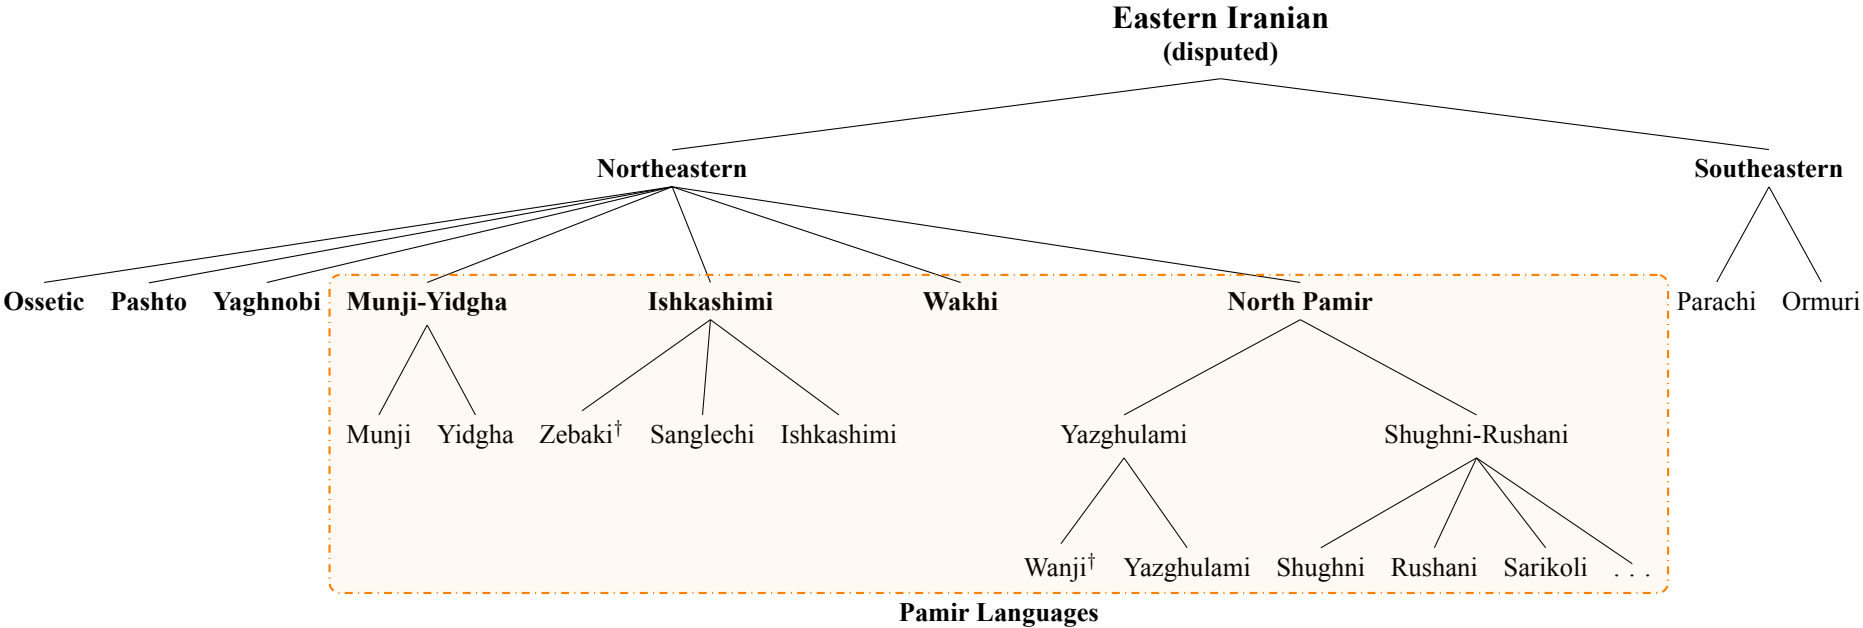 Eastern Iranian
(disputed)
Northeastern
Southeastern
Ossetic
Pashto
Yaghnobi
Munji-Yidgha
Ishkashimi
Wakhi
North Pamir
Parachi
Ormuri
Munji
Yidgha
Zebaki†
Sanglechi
Ishkashimi
Yazghulami
Shughni-Rushani
Wanji†
Yazghulami
Shughni
Rushani
Sarikoli
. . .
Pamir Languages